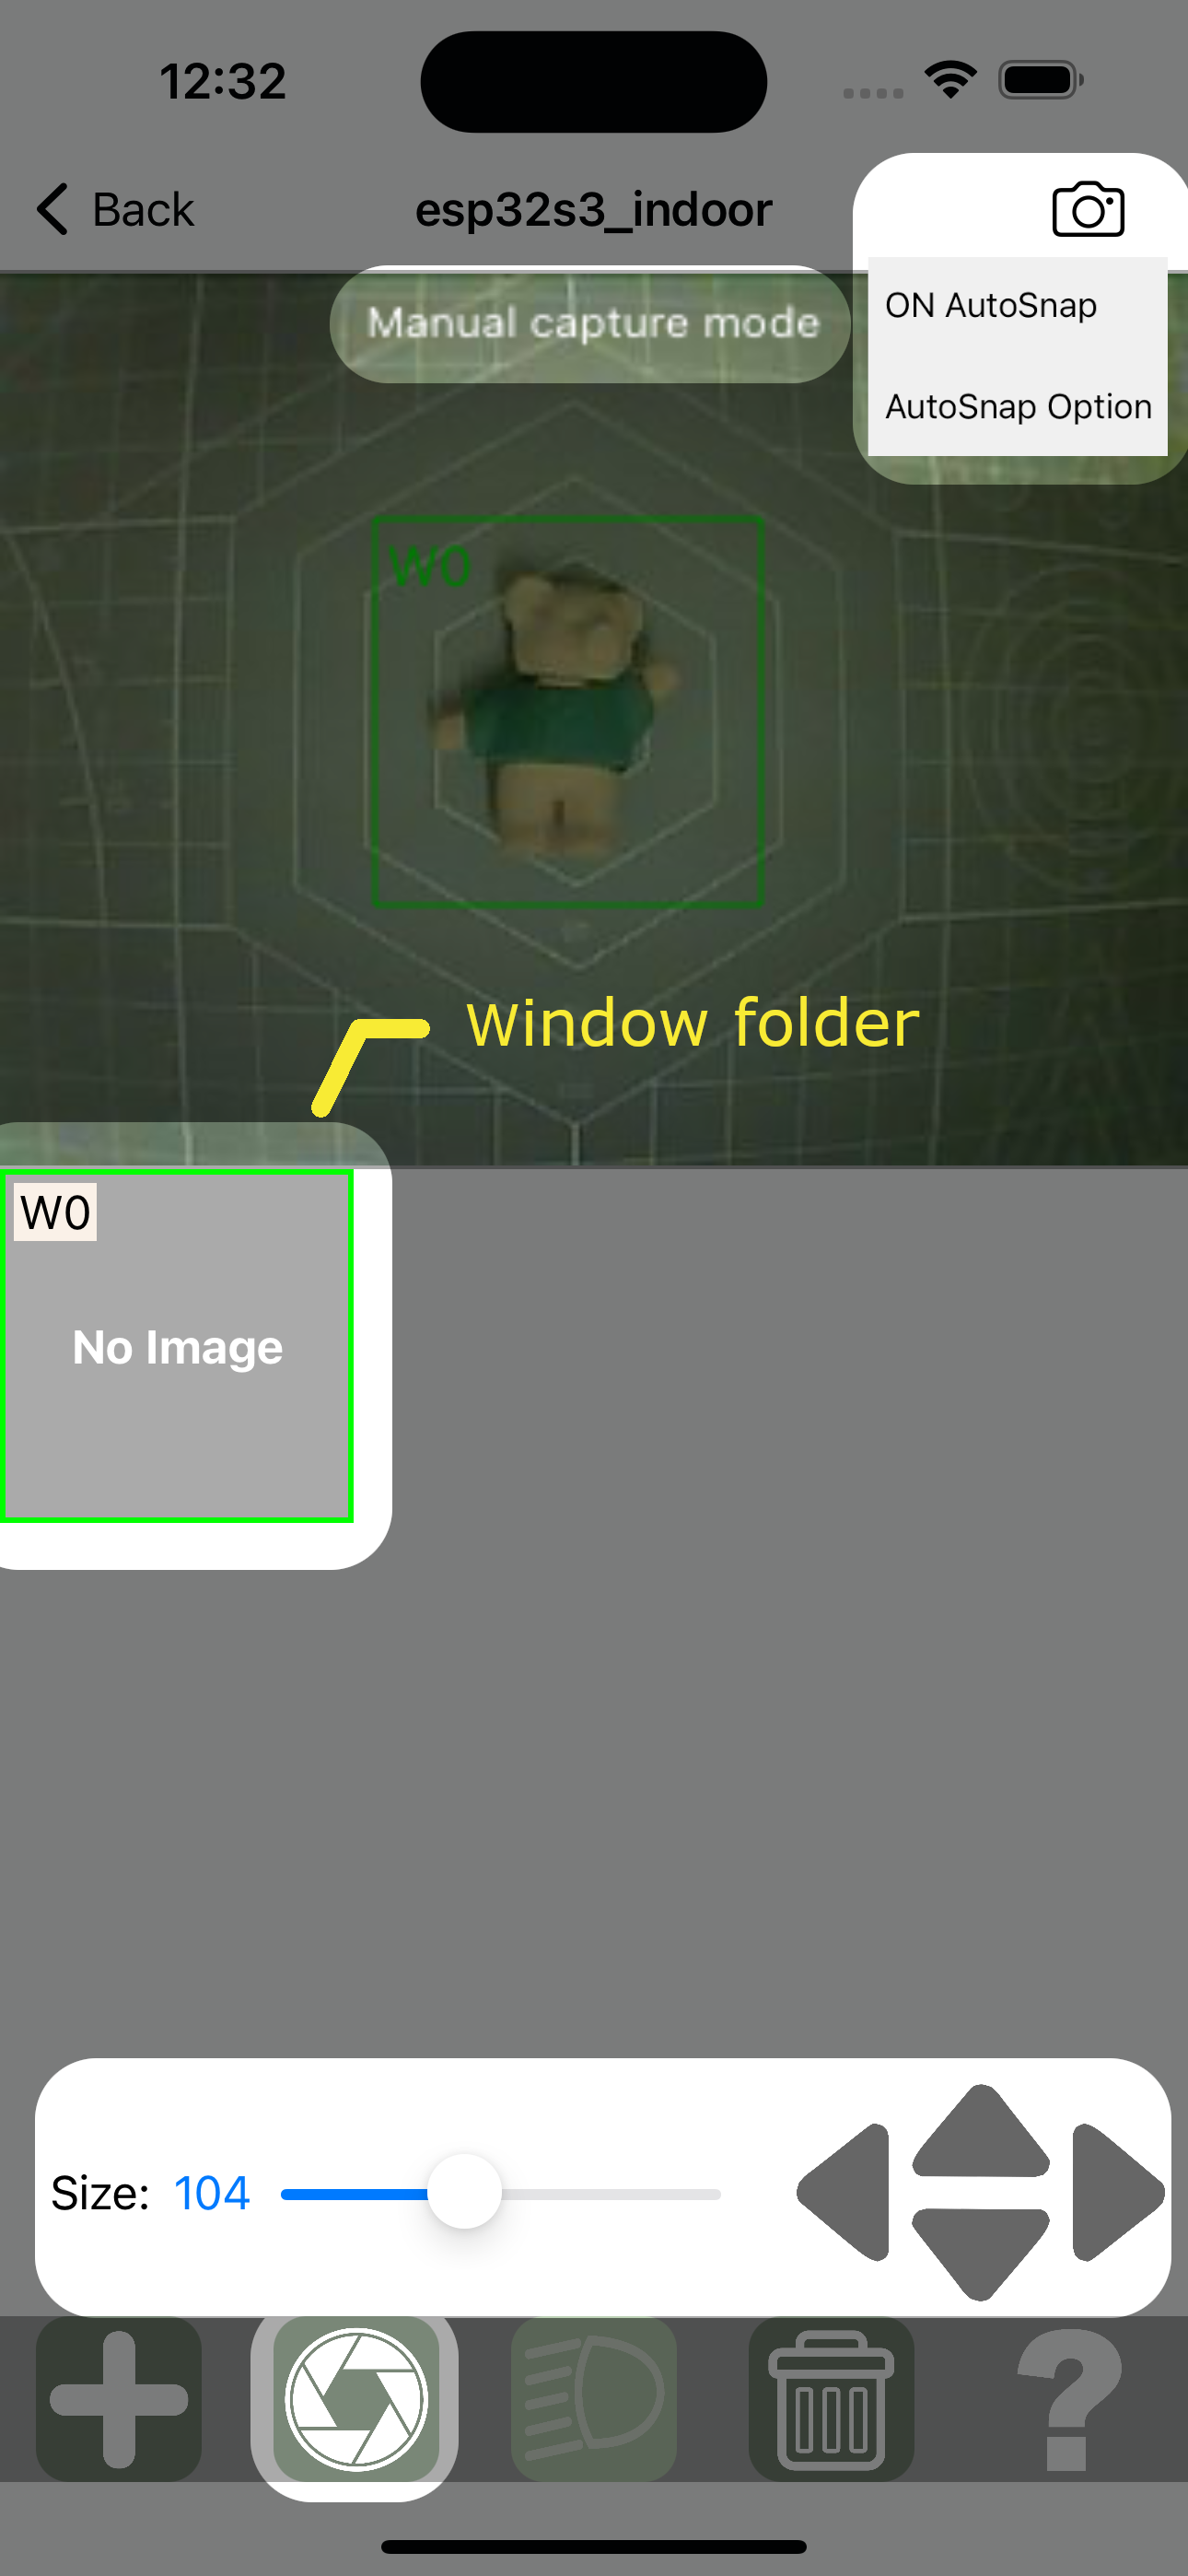 12:32
Back
esp32s3_indoor
Manual capture mode
ON AutoSnap
AutoSnap Option
W0
Window folder
W0
No Image
Size: 104
?